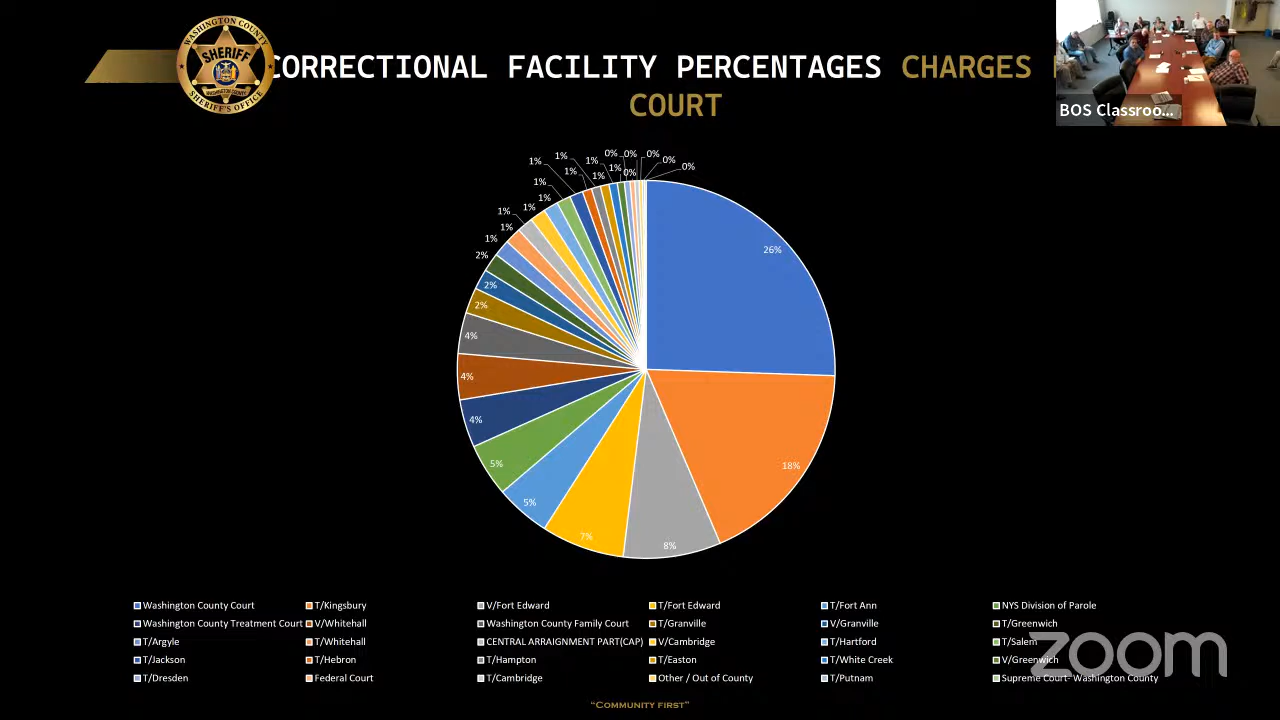 WASHINGTON COUNTY
SHERIFF
SHERIFF'S OFFICE
CORRECTIONAL FACILITY PERCENTAGES CHARGES
COURT
BOS Classroo...
1% 1% 1% 1% 1% 1% 0% 0% 0% 0% 0% 0%
1%
1%
1%
1%
1%
1%
2%
26%
2%
2%
4%
4%
4%
18%
5%
5%
7%
8%
Washington County Court T/Kingsbury V/Fort Edward T/Fort Edward T/Fort Ann NYS Division of Parole
Washington County Treatment Court V/Whitehall Washington County Family Court T/Granville V/Granville T/Greenwich
T/Argyle T/Whitehall CENTRAL ARRAIGNMENT PART(CAP) V/Cambridge T/Hartford T/Salem
T/Jackson T/Hebron T/Hampton T/Easton T/White Creek V/Greenwich
T/Dresden Federal Court T/Cambridge Other / Out of County T/Putnam Supreme Court- Washington County
zoom
"COMMUNITY FIRST"